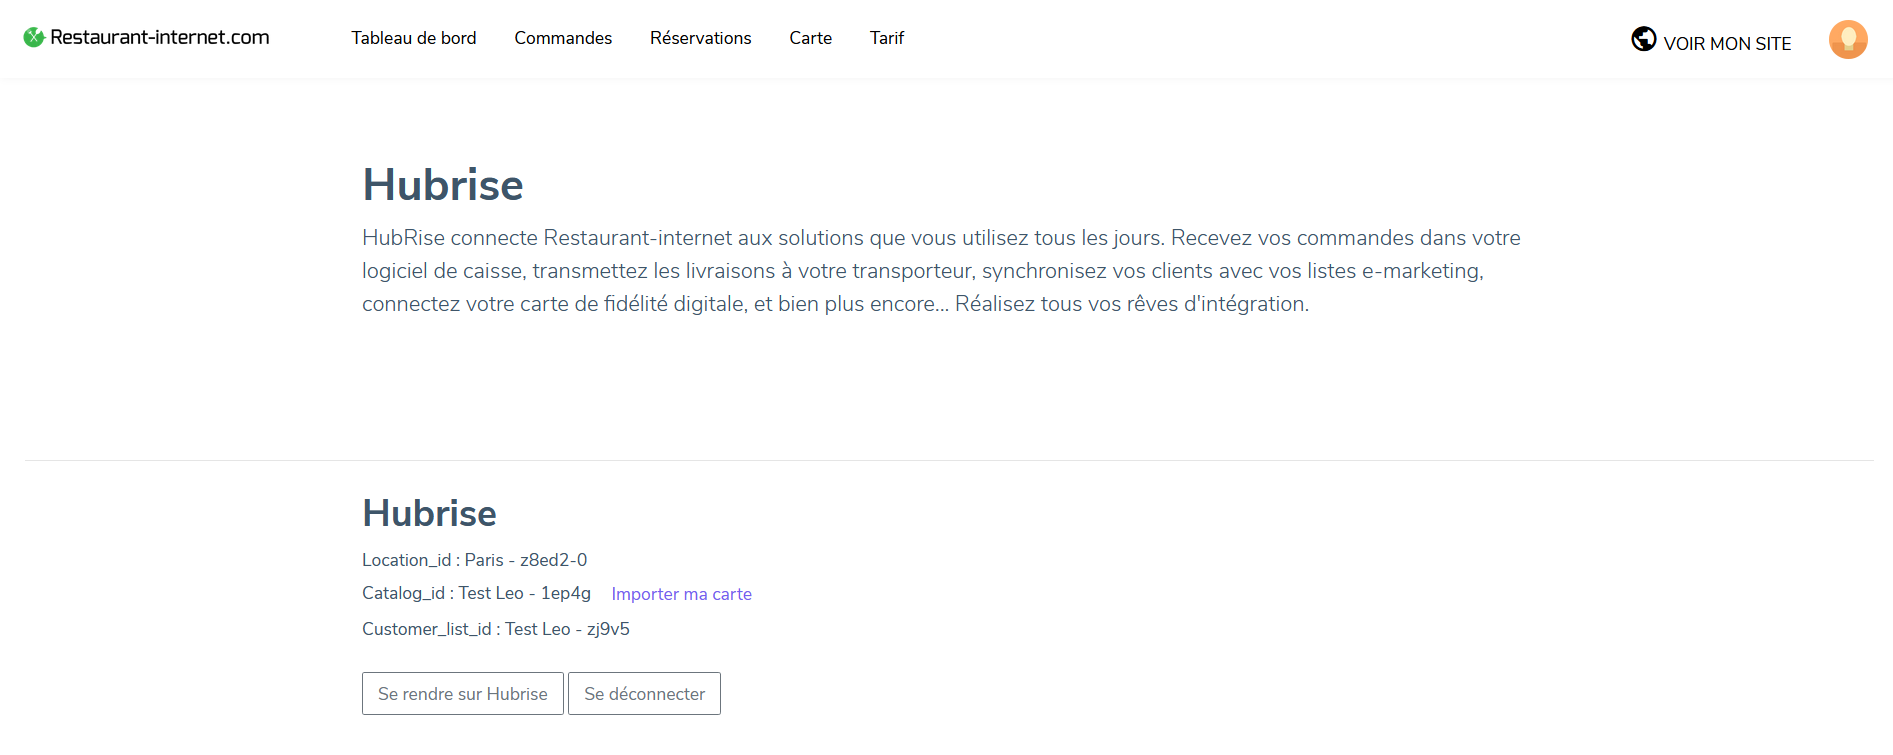 Restaurant-internet.com Tableau de bord Commandes Réservations Carte Tarif VOIR MON SITE
Hubrise
HubRise connecte Restaurant-internet aux solutions que vous utilisez tous les jours. Recevez vos commandes dans votre
logiciel de caisse, transmettez les livraisons à votre transporteur, synchronisez vos clients avec vos listes e-marketing,
connectez votre carte de fidélité digitale, et bien plus encore... Réalisez tous vos rêves d'intégration.
Hubrise
Location_id : Paris - z8ed2-0
Catalog_id : Test Leo - 1ep4g Importer ma carte
Customer_list_id : Test Leo - zj9v5
Se rendre sur Hubrise Se déconnecter